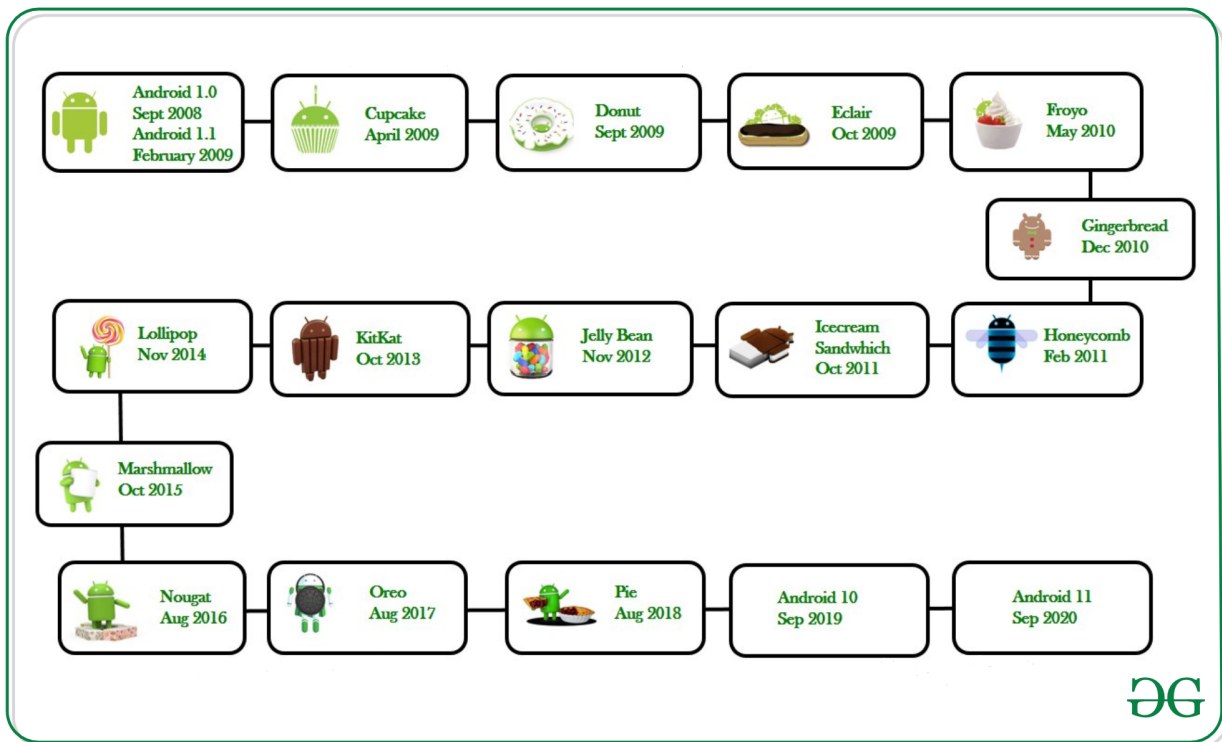 Android 1.0
Sept 2008
Android 1.1
February 2009
Cupcake
April 2009
Donut
Sept 2009
Eclair
Oct 2009
Froyo
May 2010
Gingerbread
Dec 2010
Honeycomb
Feb 2011
Icecream
Sandwhich
Oct 2011
Jelly Bean
Nov 2012
KitKat
Oct 2013
Lollipop
Nov 2014
Marshmallow
Oct 2015
Nougat
Aug 2016
Oreo
Aug 2017
Pie
Aug 2018
Android 10
Sep 2019
Android 11
Sep 2020